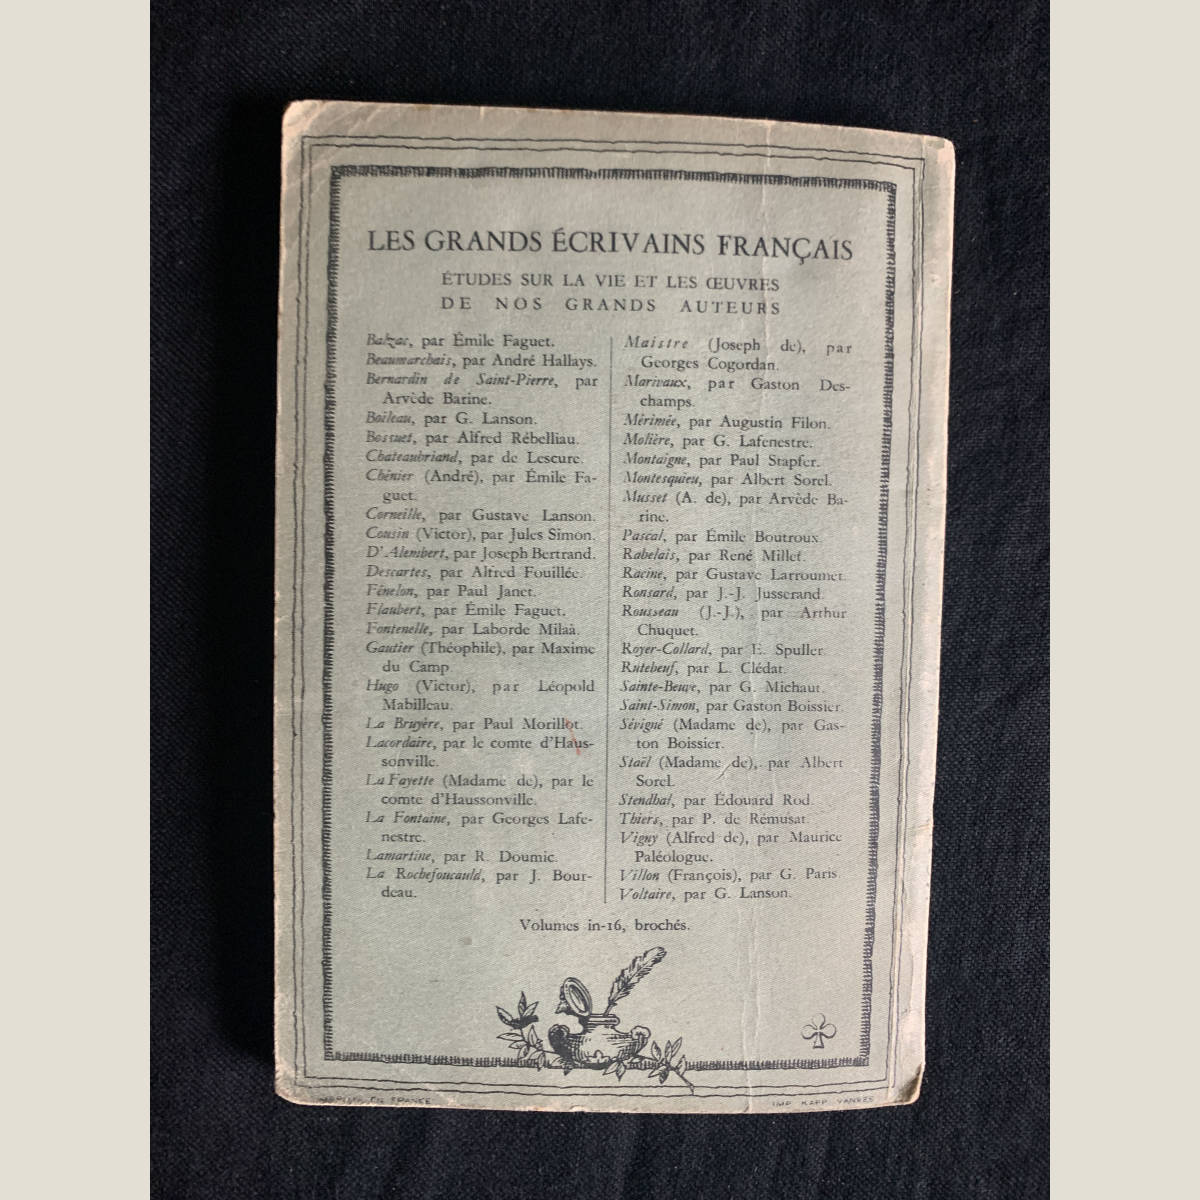 LES GRANDS ÉCRIVAINS FRANÇAIS
ÉTUDES SUR LA VIE ET LES ŒUVRES
DE NOS GRANDS AUTEURS
Balzac, par Émile Faguet.
Beaumarchais, par André Hallays.
Bernardin de Saint-Pierre, par
Arvède Barine.
Boileau, par G. Lanson.
Bossuet, par Alfred Rébelliau.
Chateaubriand, par de Lescure.
Chénier (André), par Émile Fa-
guet.
Corneille, par Gustave Lanson.
Cousin (Victor), par Jules Simon.
D'Alembert, par Joseph Bertrand.
Descartes, par Alfred Fouillée.
Fénelon, par Paul Janet.
Flaubert, par Émile Faguet.
Fontenelle, par Laborde Milaà.
Gautier (Théophile), par Maxime
du Camp.
Hugo (Victor), par Léopold
Mabilleau.
La Bruyère, par Paul Morillot.
Lacordaire, par le comte d'Haus-
sonville.
La Fayette (Madame de), par le
comte d'Haussonville.
La Fontaine, par Georges Lafe-
nestre.
Lamartine, par R. Doumic.
La Rochefoucauld, par J. Bour-
deau.
Maistre (Joseph de), par
Georges Cogordan.
Marivaux, par Gaston Des-
champs.
Mérimée, par Augustin Filon.
Molière, par G. Lafenestre.
Montaigne, par Paul Stapfer.
Montesquieu, par Albert Sorel.
Musset (A. de), par Arvède Ba-
rine.
Pascal, par Émile Boutroux.
Rabelais, par René Millet.
Racine, par Gustave Larroumet.
Ronsard, par J.-J. Jusserand.
Rousseau (J.-J.), par Arthur
Chuquet.
Royer-Collard, par E. Spuller.
Rutebeuf, par L. Clédat.
Sainte-Beuve, par G. Michaut.
Saint-Simon, par Gaston Boissier.
Sévigné (Madame de), par Gas-
ton Boissier.
Staël (Madame de), par Albert
Sorel.
Stendhal, par Édouard Rod.
Thiers, par P. de Rémusat.
Vigny (Alfred de), par Maurice
Paléologue.
Villon (François), par G. Paris.
Voltaire, par G. Lanson.
Volumes in-16, brochés.
EN FRANCE
IMP. KAPP VANVES